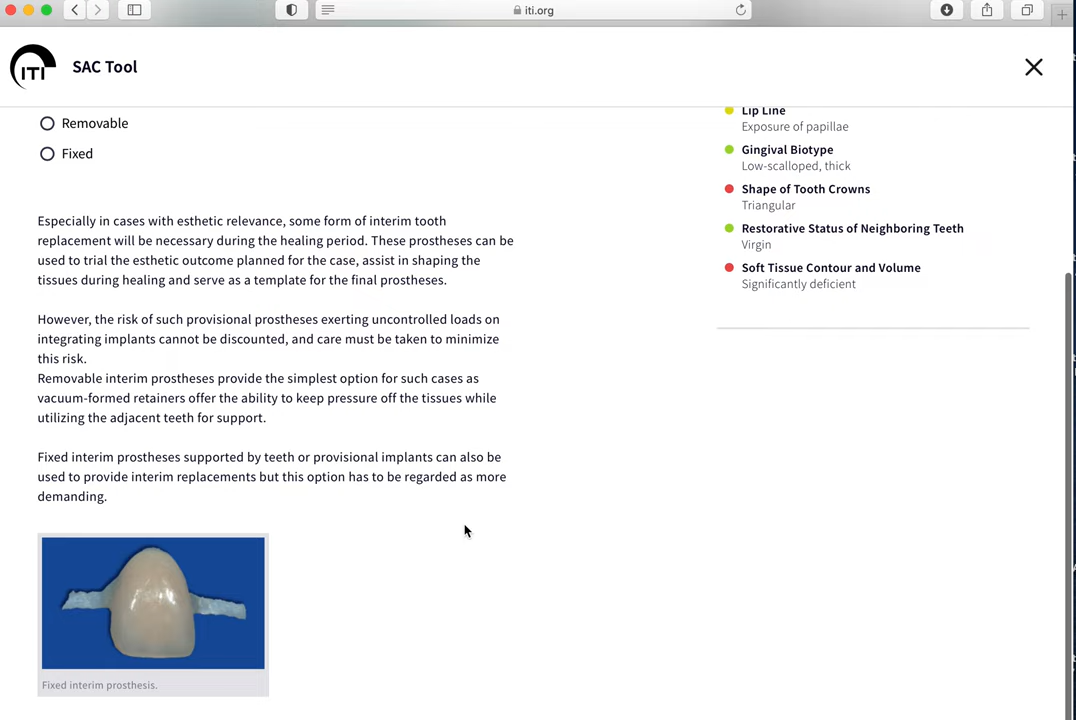 iti.org
ITI
SAC Tool
Removable
Fixed
Especially in cases with esthetic relevance, some form of interim tooth
replacement will be necessary during the healing period. These prostheses can be
used to trial the esthetic outcome planned for the case, assist in shaping the
tissues during healing and serve as a template for the final prostheses.
However, the risk of such provisional prostheses exerting uncontrolled loads on
integrating implants cannot be discounted, and care must be taken to minimize
this risk.
Removable interim prostheses provide the simplest option for such cases as
vacuum-formed retainers offer the ability to keep pressure off the tissues while
utilizing the adjacent teeth for support.
Fixed interim prostheses supported by teeth or provisional implants can also be
used to provide interim replacements but this option has to be regarded as more
demanding.
Fixed interim prosthesis.
Lip Line
Exposure of papillae
Gingival Biotype
Low-scalloped, thick
Shape of Tooth Crowns
Triangular
Restorative Status of Neighboring Teeth
Virgin
Soft Tissue Contour and Volume
Significantly deficient